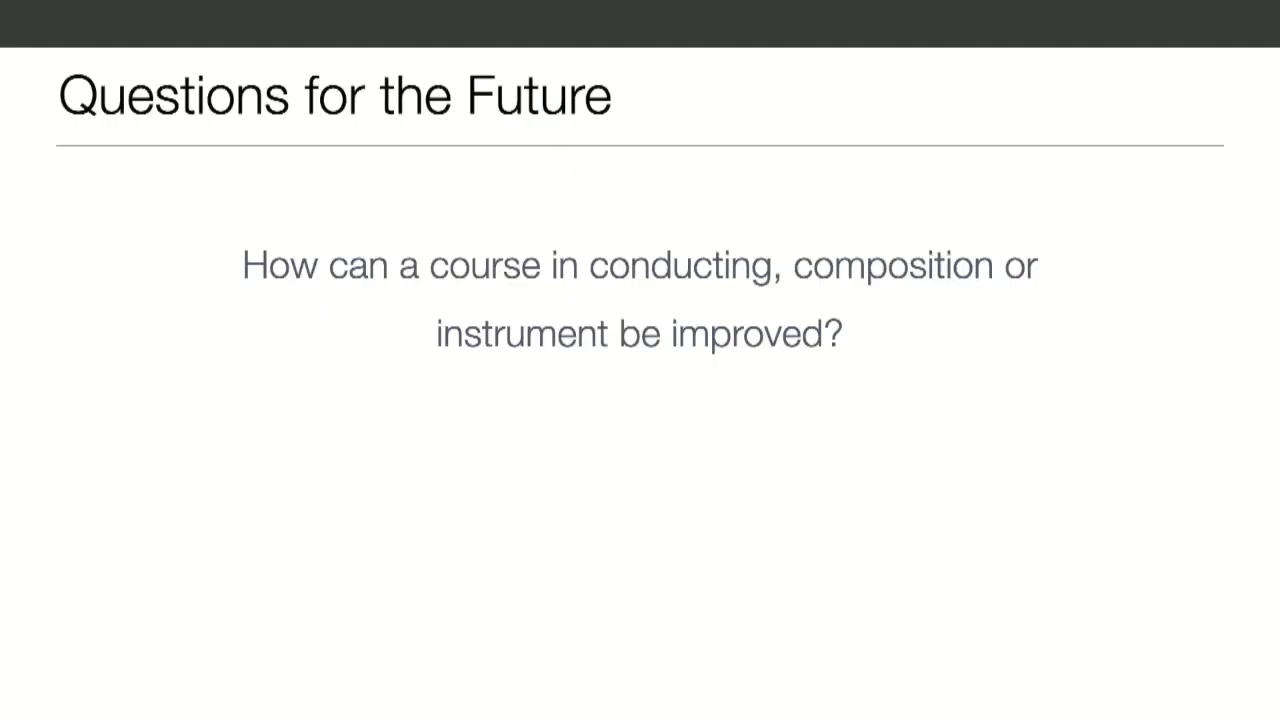 Questions for the Future
How can a course in conducting, composition or
instrument be improved?